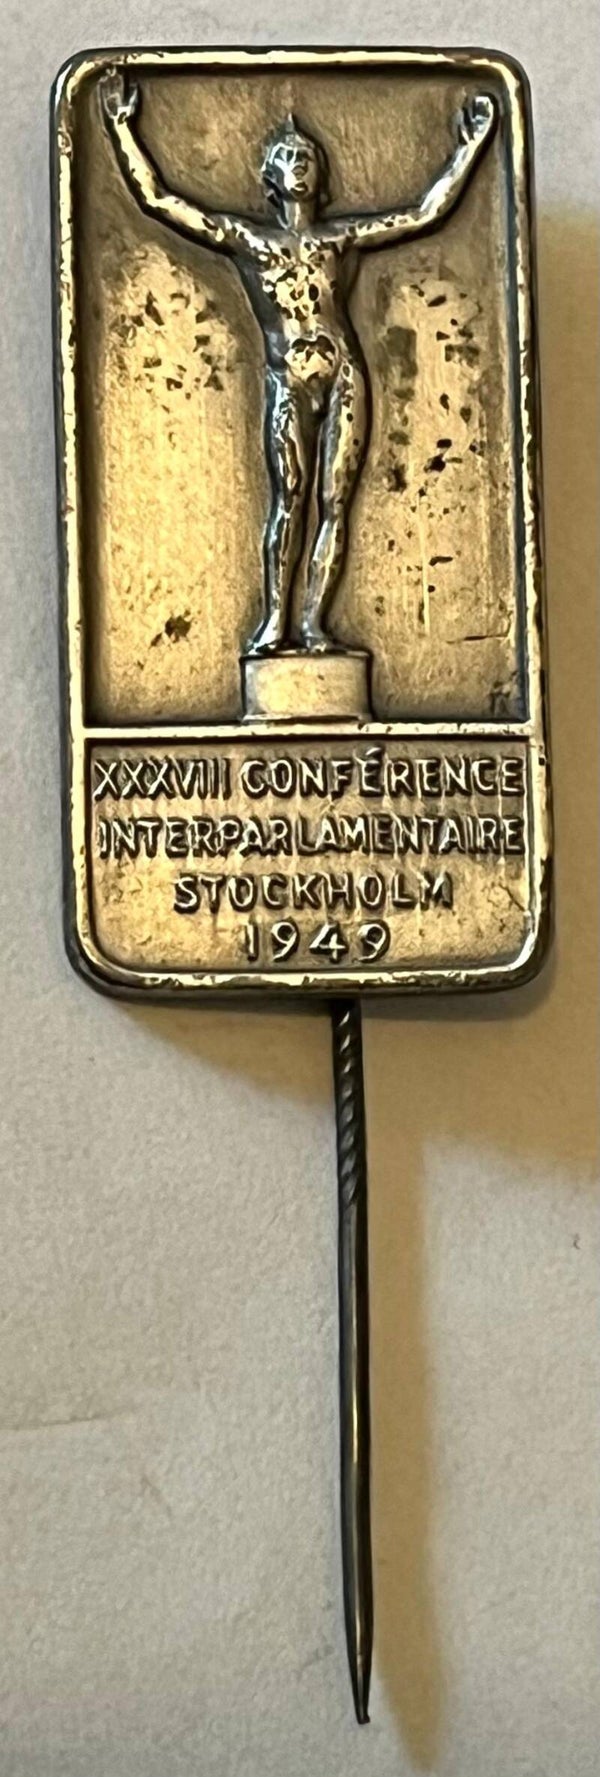 XXXVIII CONFÉRENCE
INTERPARLAMENTAIRE
STOCKHOLM
1949